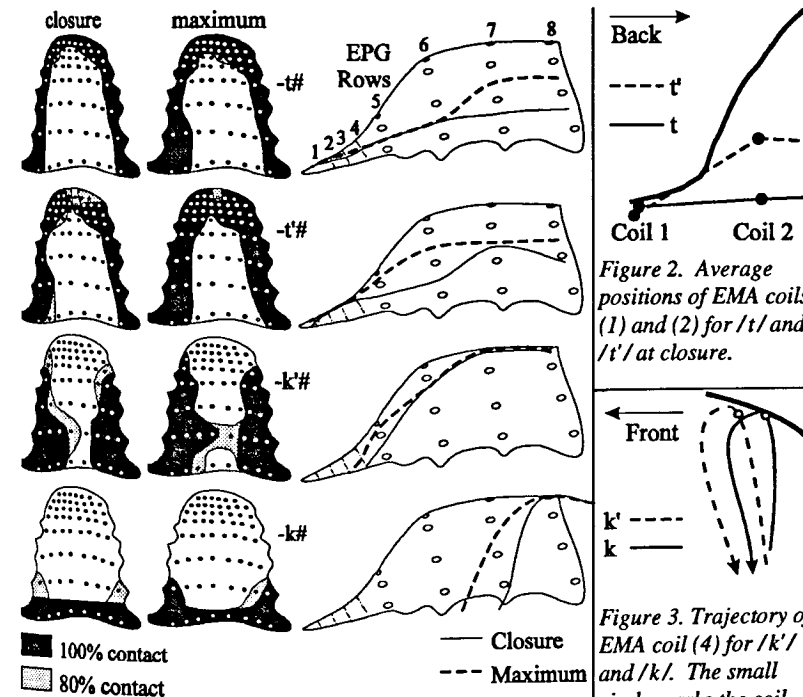 closure maximum
-t#
-t'#
-k'#
-k#
100% contact
80% contact
EPG
Rows
1 2 3 4 5 6 7 8
Closure
Maximum
Back
t'
t
Coil 1 Coil 2
Figure 2. Average
positions of EMA coils
(1) and (2) for /t/ and
/t'/ at closure.
Front
k'
k
Figure 3. Trajectory of
EMA coil (4) for /k'/
and /k/. The small